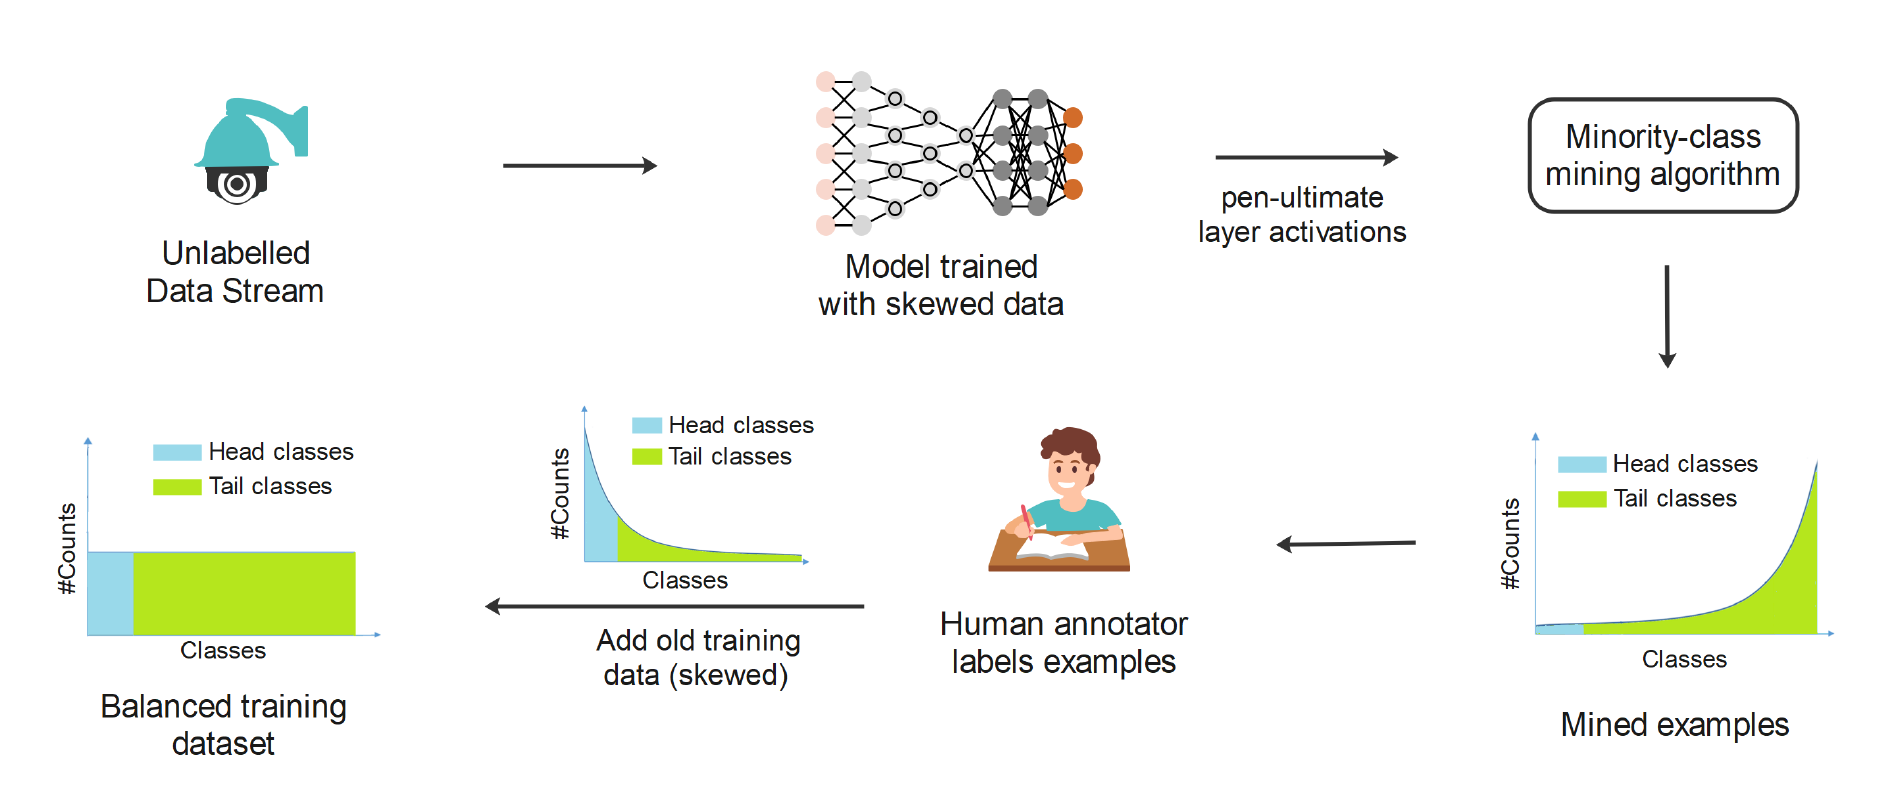 Unlabelled
Data Stream
Model trained
with skewed data
pen-ultimate
layer activations
Minority-class
mining algorithm
Head classes
Tail classes
#Counts
Classes
Mined examples
Human annotator
labels examples
Head classes
Tail classes
#Counts
Classes
Add old training
data (skewed)
Head classes
Tail classes
#Counts
Classes
Balanced training
dataset